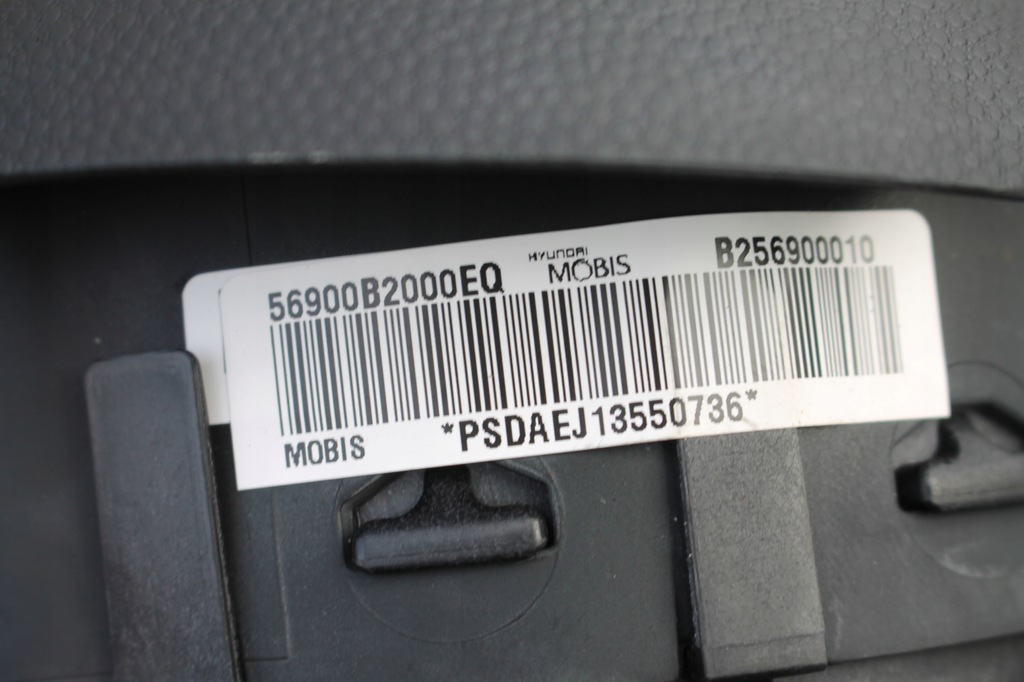 56900B2000EQ
HYUNDAI
MOBIS
B256900010
*PSDAEJ13550736*
MOBIS